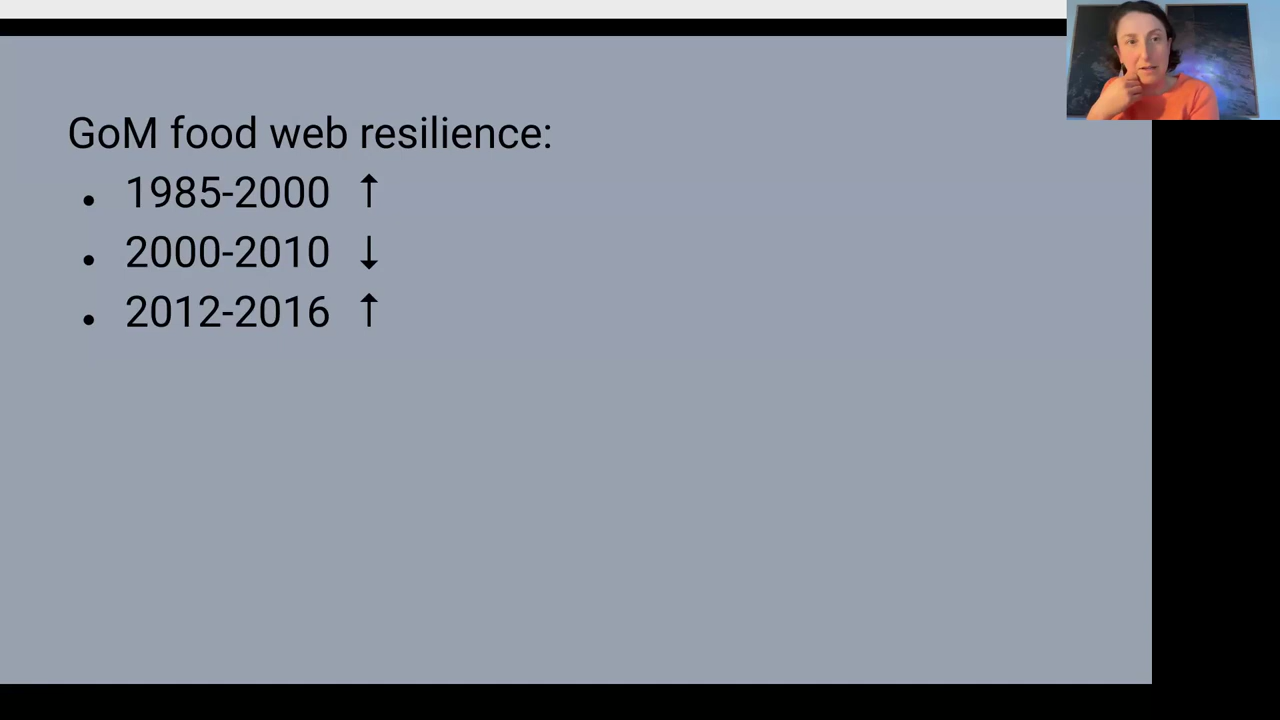 GoM food web resilience:
• 1985-2000 ↑
• 2000-2010 ↓
• 2012-2016 ↑